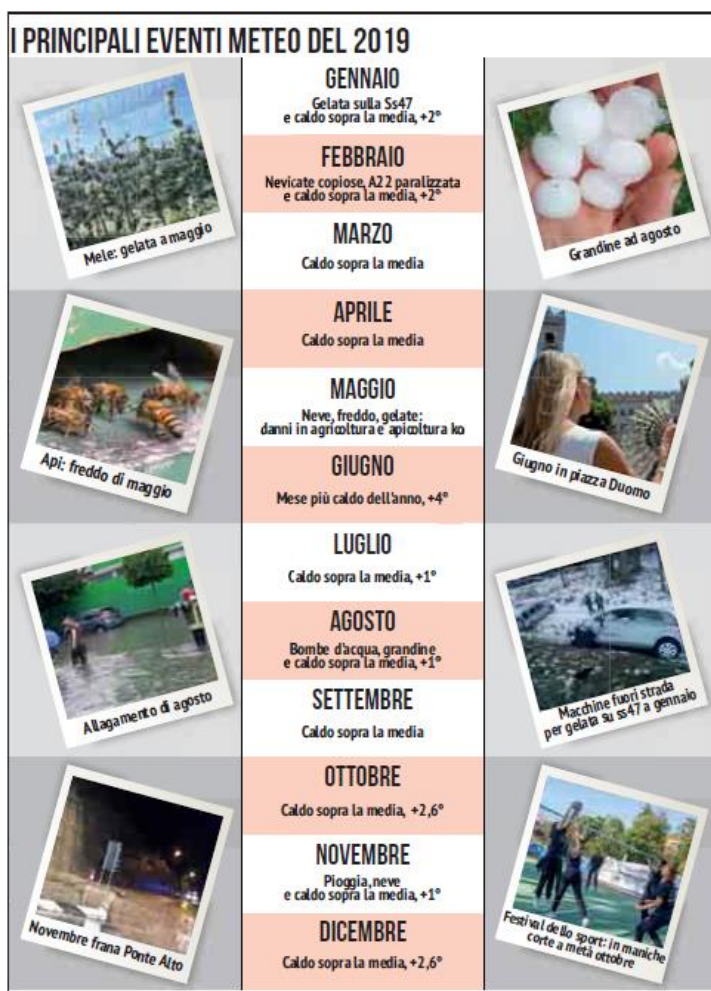 I PRINCIPALI EVENTI METEO DEL 2019
GENNAIO
Gelata sulla Ss47
e caldo sopra la media, +2°
FEBBRAIO
Nevicate copiose, A22 paralizzata
e caldo sopra la media, +2°
MARZO
Caldo sopra la media
APRILE
Caldo sopra la media
MAGGIO
Neve, freddo, gelate:
danni in agricoltura e apicoltura ko
GIUGNO
Mese più caldo dell'anno, +4°
LUGLIO
Caldo sopra la media, +1°
AGOSTO
Bombe d'acqua, grandine
e caldo sopra la media, +1°
SETTEMBRE
Caldo sopra la media
OTTOBRE
Caldo sopra la media, +2,6°
NOVEMBRE
Pioggia, neve
e caldo sopra la media, +1°
DICEMBRE
Caldo sopra la media, +2,6°
Mele: gelata a maggio
Api: freddo di maggio
Allagamento di agosto
Novembre frana Ponte Alto
Grandine ad agosto
Giugno in piazza Duomo
Macchine fuori strada
per gelata su ss47 a gennaio
Festival dello sport: in maniche
corte a metà ottobre